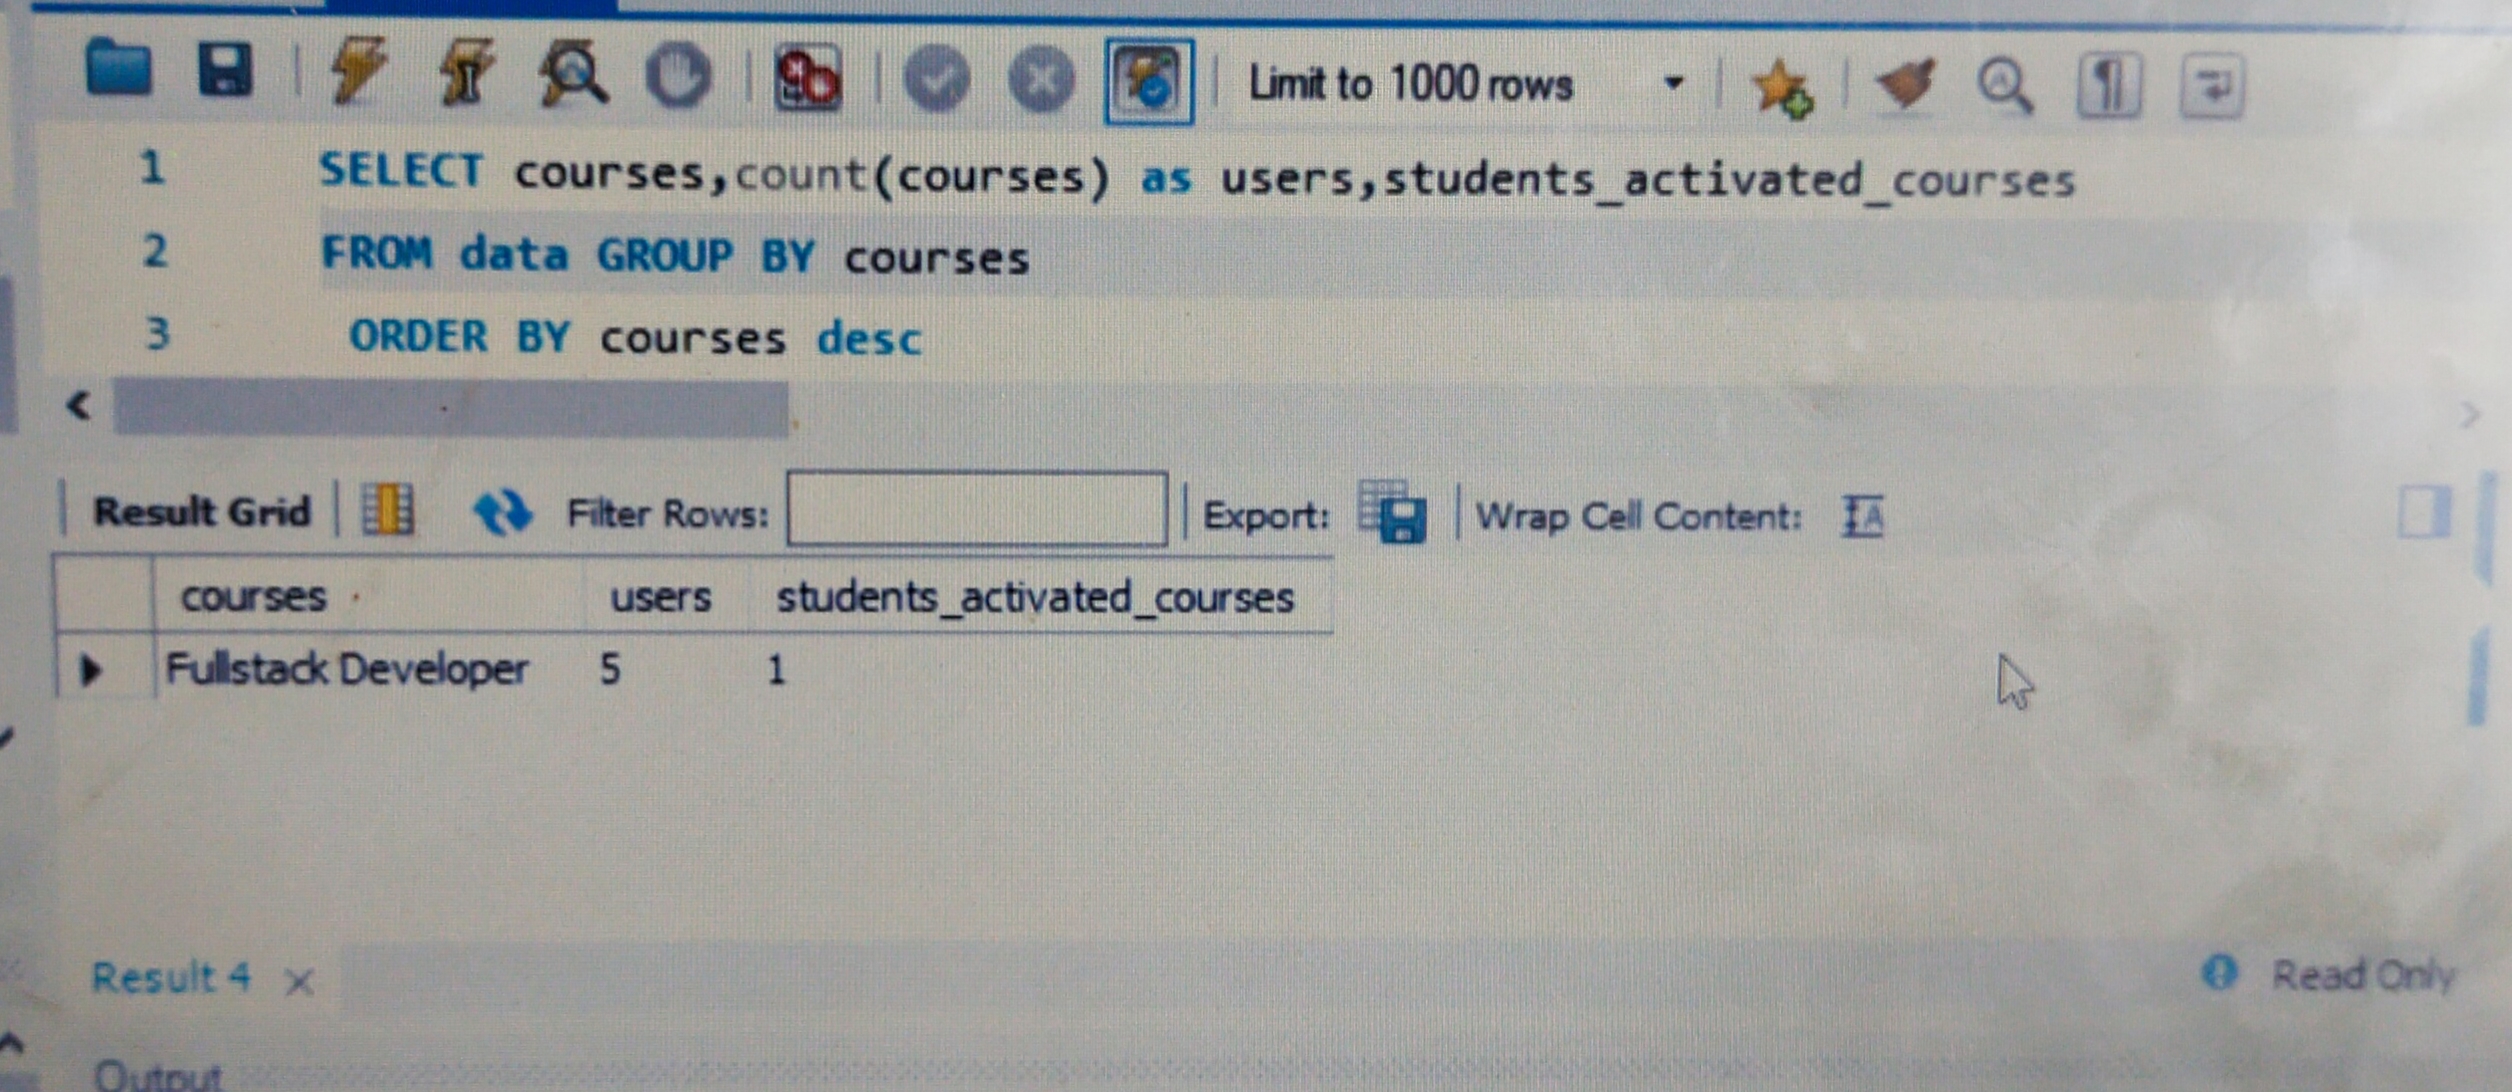 Limit to 1000 rows
1 SELECT courses,count(courses) as users,students_activated_courses
2 FROM data GROUP BY courses
3 ORDER BY courses desc
Result Grid Filter Rows: Export: Wrap Cell Content:
courses users students_activated_courses
Fullstack Developer 5 1
Result 4 Read Only
Output